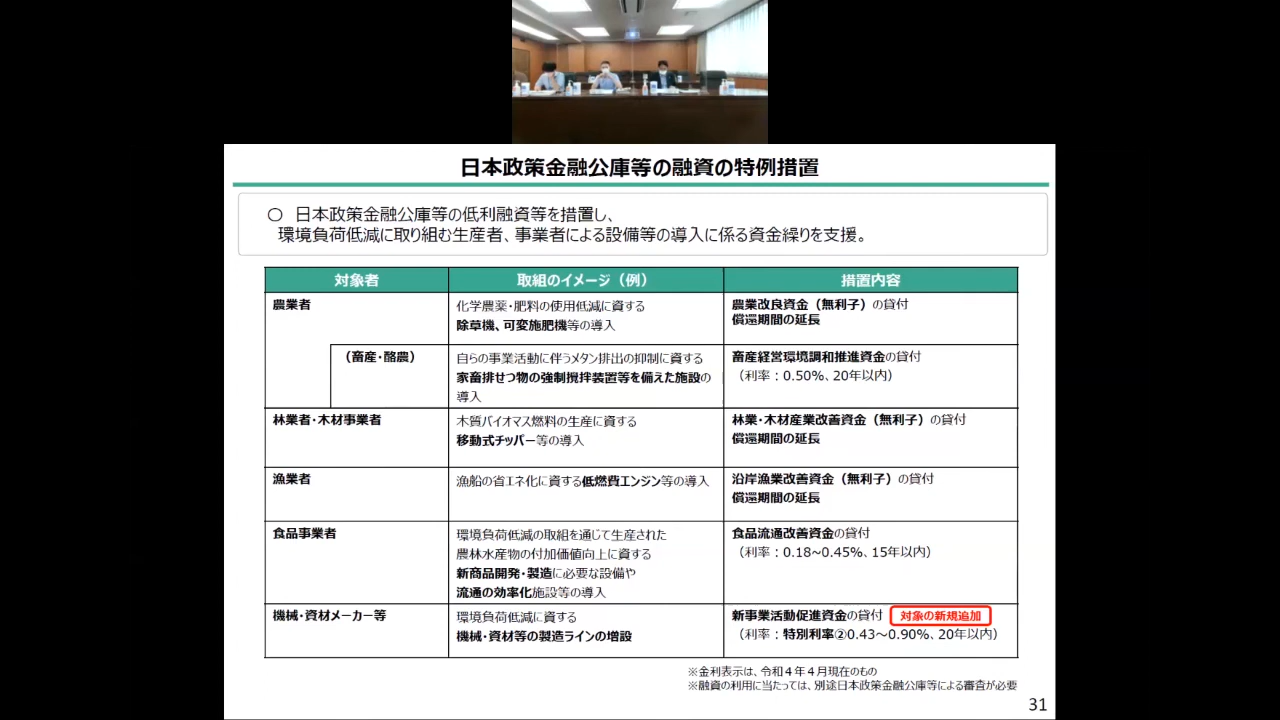 日本政策金融公庫等の融資の特例措置
○ 日本政策金融公庫等の低利融資等を措置し、
環境負荷低減に取り組む生産者、事業者による設備等の導入に係る資金繰りを支援。
対象者
取組のイメージ(例)
措置内容
農業者
化学農薬・肥料の使用低減に資する
除草機、可変施肥機等の導入
農業改良資金(無利子)の貸付
償還期間の延長
(畜産・酪農)
自らの事業活動に伴うメタン排出の抑制に資する
家畜排せつ物の強制撹拌装置等を備えた施設の
導入
畜産経営環境調和推進資金の貸付
(利率:0.50%、20年以内)
林業者・木材事業者
木質バイオマス燃料の生産に資する
移動式チッパー等の導入
林業・木材産業改善資金(無利子)の貸付
償還期間の延長
漁業者
漁船の省エネ化に資する低燃費エンジン等の導入
沿岸漁業改善資金(無利子)の貸付
償還期間の延長
食品事業者
環境負荷低減の取組を通じて生産された
農林水産物の付加価値向上に資する
新商品開発・製造に必要な設備や
流通の効率化施設等の導入
食品流通改善資金の貸付
(利率:0.18~0.45%、15年以内)
機械・資材メーカー等
環境負荷低減に資する
機械・資材等の製造ラインの増設
新事業活動促進資金の貸付 対象の新規追加
(利率:特別利率②0.43~0.90%、20年以内)
※金利表示は、令和4年4月現在のもの
※融資の利用に当たっては、別途日本政策金融公庫等による審査が必要
31